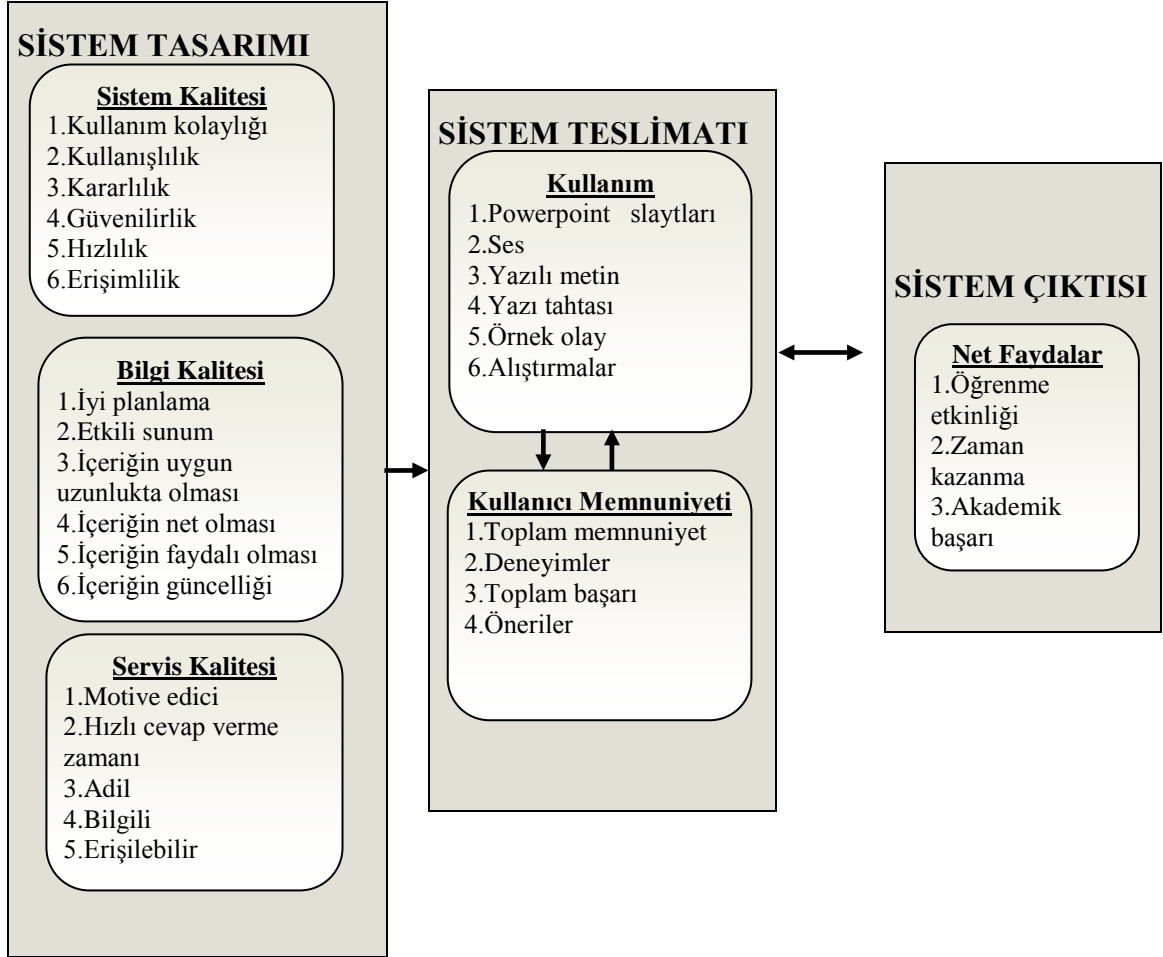 SİSTEM TASARIMI
Sistem Kalitesi
1.Kullanım kolaylığı
2.Kullanışlılık
3.Kararlılık
4.Güvenilirlik
5.Hızlılık
6.Erişimlilik
Bilgi Kalitesi
1.İyi planlama
2.Etkili sunum
3.İçeriğin uygun
uzunlukta olması
4.İçeriğin net olması
5.İçeriğin faydalı olması
6.İçeriğin güncelliği
Servis Kalitesi
1.Motive edici
2.Hızlı cevap verme
zamanı
3.Adil
4.Bilgili
5.Erişilebilir
SİSTEM TESLİMATI
Kullanım
1.Powerpoint slaytları
2.Ses
3.Yazılı metin
4.Yazı tahtası
5.Örnek olay
6.Alıştırmalar
Kullanıcı Memnuniyeti
1.Toplam memnuniyet
2.Deneyimler
3.Toplam başarı
4.Öneriler
SİSTEM ÇIKTISI
Net Faydalar
1.Öğrenme
etkinliği
2.Zaman
kazanma
3.Akademik
başarı